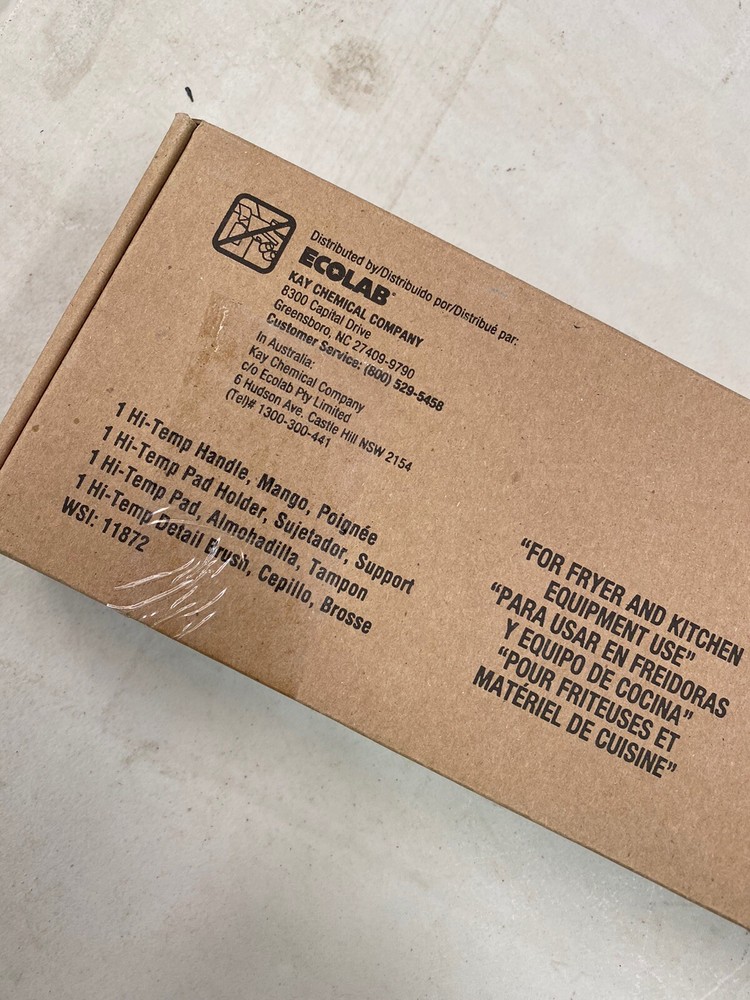 Distributed by/Distribuido por/Distribué par:
ECOLAB®
KAY CHEMICAL COMPANY
8300 Capital Drive
Greensboro, NC 27409-9790
Customer Service: (800) 529-5458
In Australia:
Kay Chemical Company
c/o Ecolab Pty Limited
6 Hudson Ave. Castle Hill NSW 2154
(Tel)# 1300-300-441
1 Hi-Temp Handle, Mango, Poignée
1 Hi-Temp Pad Holder, Sujetador, Support
1 Hi-Temp Pad, Almohadilla, Tampon
1 Hi-Temp Detail Brush, Cepillo, Brosse
WSI: 11872
“FOR FRYER AND KITCHEN
EQUIPMENT USE”
“PARA USAR EN FREIDORAS
Y EQUIPO DE COCINA”
“POUR FRITEUSES ET
MATÉRIEL DE CUISINE”